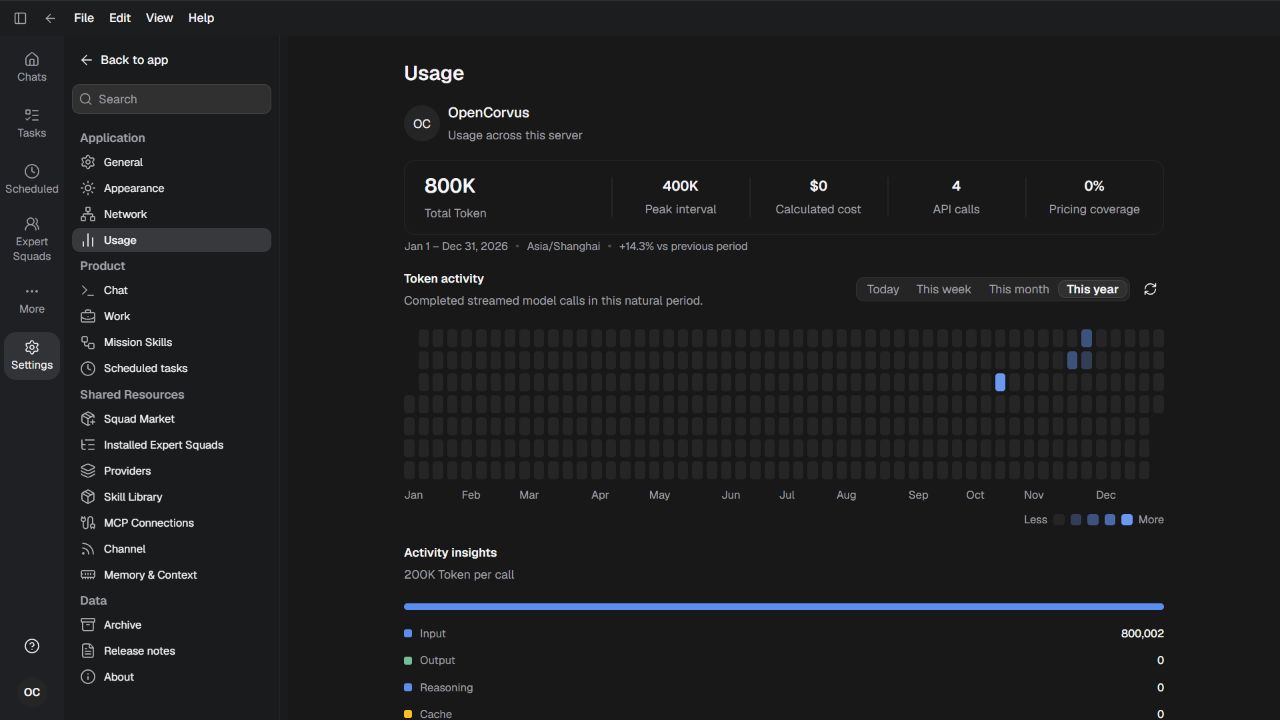 File Edit View Help
Chats
Tasks
Scheduled
Expert
Squads
More
Settings
OC
Back to app
Search
Application
General
Appearance
Network
Usage
Product
Chat
Work
Mission Skills
Scheduled tasks
Shared Resources
Squad Market
Installed Expert Squads
Providers
Skill Library
MCP Connections
Channel
Memory & Context
Data
Archive
Release notes
About
Usage
OC
OpenCorvus
Usage across this server
800K 400K $0 4 0%
Total Token Peak interval Calculated cost API calls Pricing coverage
Jan 1 – Dec 31, 2026 • Asia/Shanghai • +14.3% vs previous period
Token activity
Completed streamed model calls in this natural period.
Today This week This month This year
Jan Feb Mar Apr May Jun Jul Aug Sep Oct Nov Dec
Less More
Activity insights
200K Token per call
Input 800,002
Output 0
Reasoning 0
Cache 0